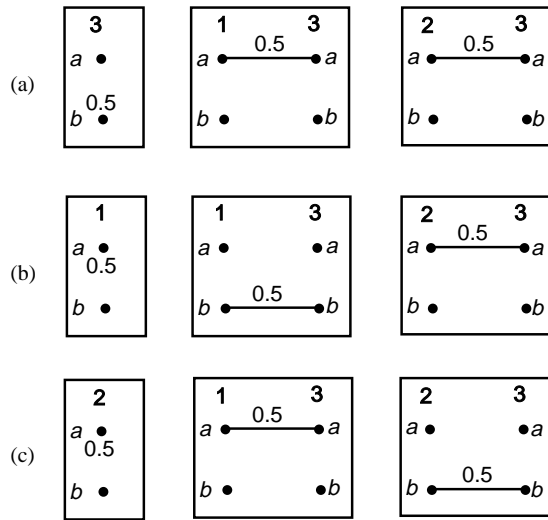 3 1 3 2 3
a a 0.5 a a 0.5 a
(a)
0.5
b b b b b
1 1 3 2 3
a a a a 0.5 a
(b) 0.5
b b 0.5 b b b
2 1 3 2 3
a a 0.5 a a a
(c) 0.5
b b b b 0.5 b